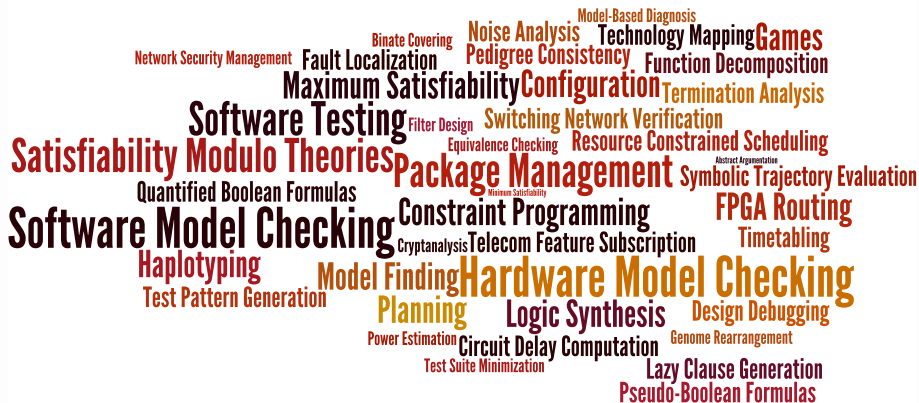 Model-Based Diagnosis
Noise Analysis
Technology Mapping
Games
Binate Covering
Network Security Management
Fault Localization
Pedigree Consistency
Function Decomposition
Maximum Satisfiability
Configuration
Termination Analysis
Software Testing
Filter Design
Switching Network Verification
Equivalence Checking
Resource Constrained Scheduling
Satisfiability Modulo Theories
Package Management
Abstract Argumentation
Symbolic Trajectory Evaluation
Quantified Boolean Formulas
Minimum Satisfiability
Software Model Checking
Constraint Programming
FPGA Routing
Cryptanalysis
Telecom Feature Subscription
Timetabling
Haplotyping
Model Finding
Hardware Model Checking
Test Pattern Generation
Planning
Logic Synthesis
Design Debugging
Power Estimation
Circuit Delay Computation
Genome Rearrangement
Test Suite Minimization
Lazy Clause Generation
Pseudo-Boolean Formulas